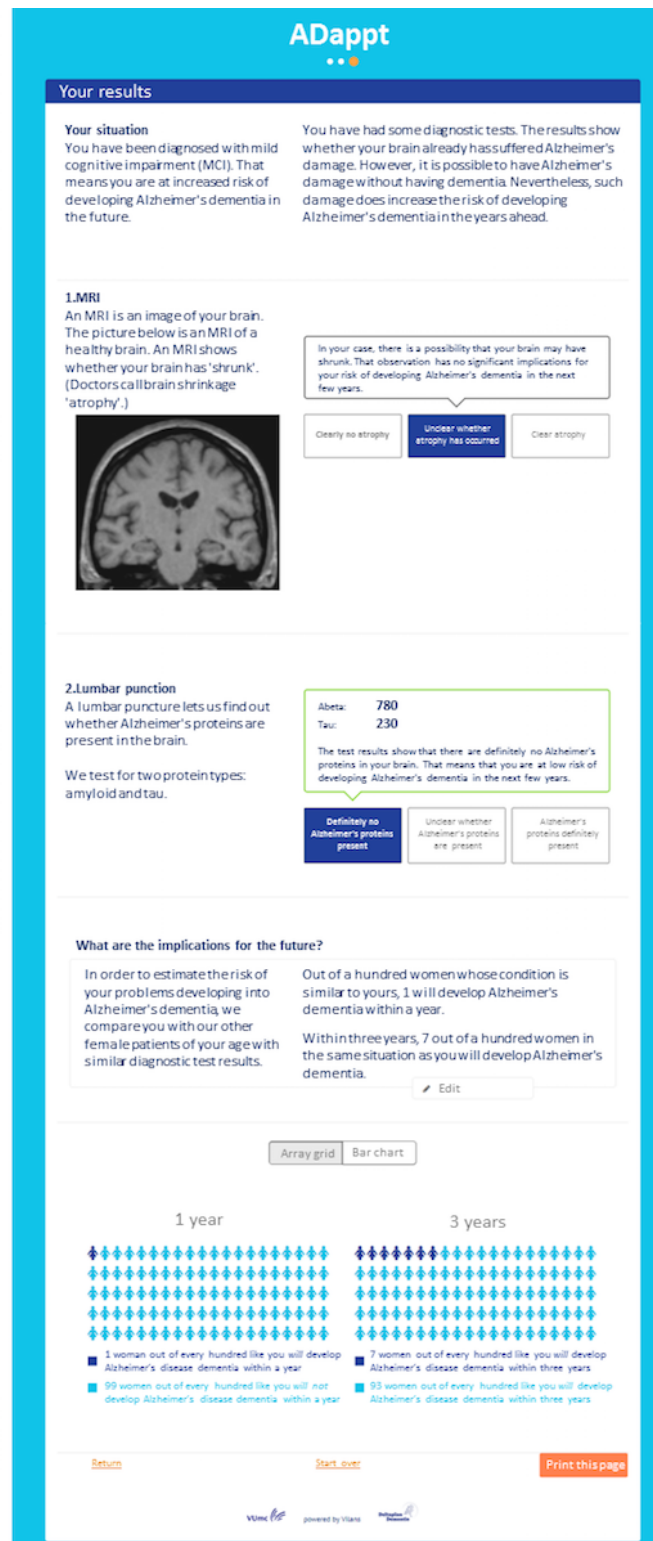 ADappt
Your results
Your situation
You have been diagnosed with mild
cognitive impairment (MCI). That
means you are at increased risk of
developing Alzheimer's dementia in
the future.
You have had some diagnostic tests. The results show
whether your brain already has suffered Alzheimer's
damage. However, it is possible to have Alzheimer's
damage without having dementia. Nevertheless, such
damage does increase the risk of developing
Alzheimer's dementia in the years ahead.
1.MRI
An MRI is an image of your brain.
The picture below is an MRI of a
healthy brain. An MRI shows
whether your brain has 'shrunk'.
(Doctors call brain shrinkage
'atrophy'.)
In your case, there is a possibility that your brain may have
shrunk. That observation has no significant implications for
your risk of developing Alzheimer's dementia in the next
few years.
Clearly no atrophy
Unclear whether
atrophy has occurred
Clear atrophy
2.Lumbar punction
A lumbar puncture lets us find out
whether Alzheimer's proteins are
present in the brain.
We test for two protein types:
amyloid and tau.
Abeta: 780
Tau: 230
The test results show that there are definitely no Alzheimer's
proteins in your brain. That means that you are at low risk of
developing Alzheimer's dementia in the next few years.
Definitely no
Alzheimer's proteins
present
Unclear whether
Alzheimer's proteins
are present
Alzheimer's
proteins definitely
present
What are the implications for the future?
In order to estimate the risk of
your problems developing into
Alzheimer's dementia, we
compare you with our other
female patients of your age with
similar diagnostic test results.
Out of a hundred women whose condition is
similar to yours, 1 will develop Alzheimer's
dementia within a year.
Within three years, 7 out of a hundred women in
the same situation as you will develop Alzheimer's
dementia.
Edit
Array grid
Bar chart
1 year
3 years
1 woman out of every hundred like you will develop
Alzheimer's disease dementia within a year
99 women out of every hundred like you will not
develop Alzheimer's disease dementia within a year
7 women out of every hundred like you will develop
Alzheimer's disease dementia within three years
93 women out of every hundred like you will develop
Alzheimer's disease dementia within three years
Return
Start over
Print this page
VUmc
powered by Vilans
Deltaplan
Dementie